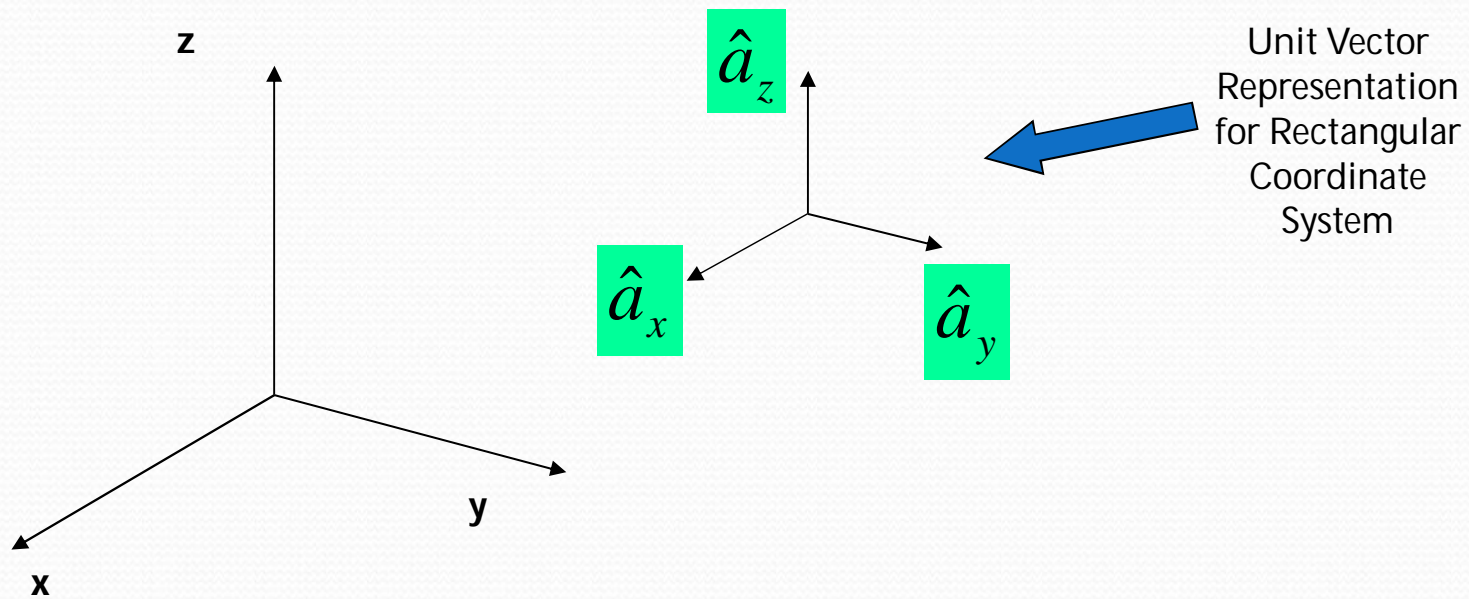 z
y
x
â_z
â_x
â_y
Unit Vector
Representation
for Rectangular
Coordinate
System